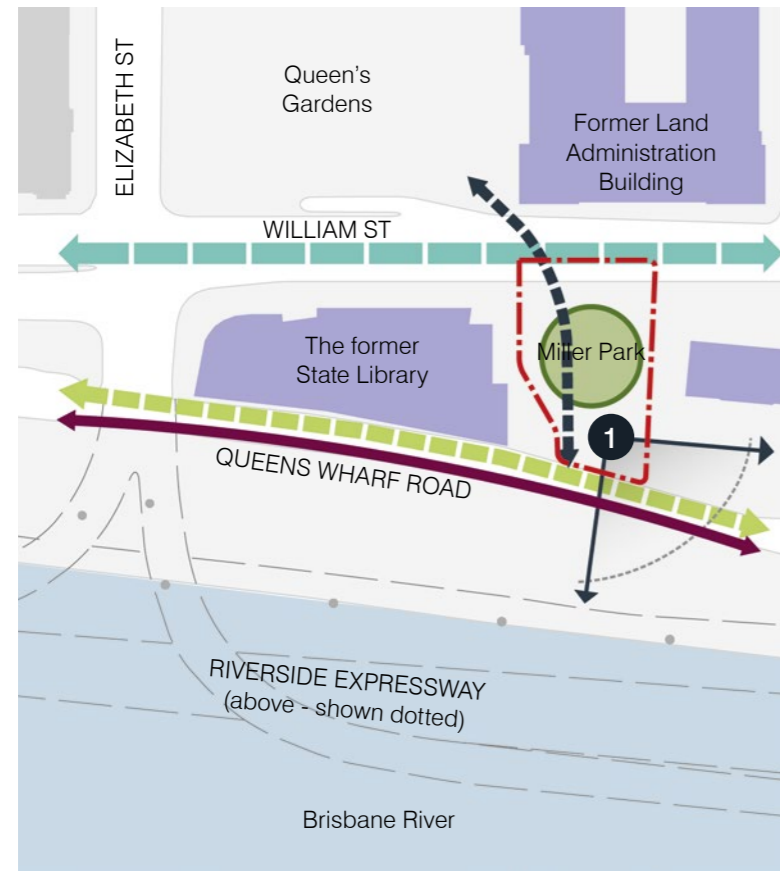 ELIZABETH ST
Queen's
Gardens
Former Land
Administration
Building
WILLIAM ST
The former
State Library
Miller Park
1
QUEENS WHARF ROAD
RIVERSIDE EXPRESSWAY
(above - shown dotted)
Brisbane River